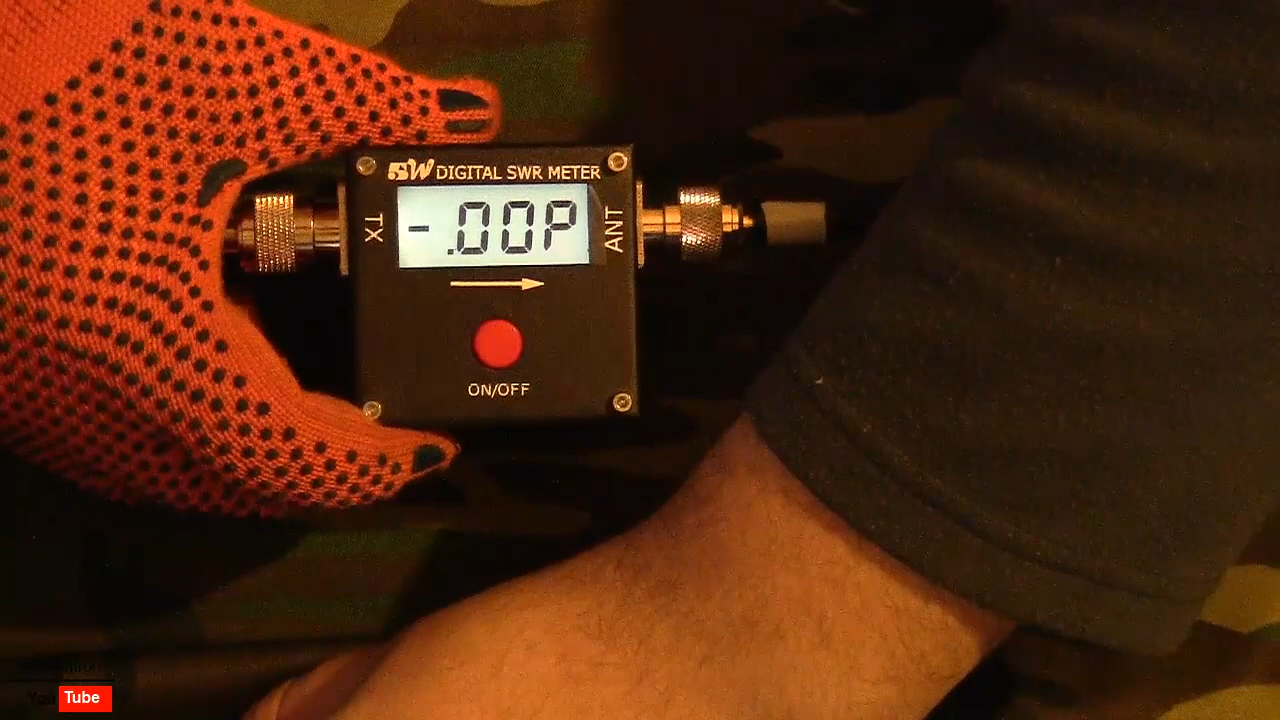 SW DIGITAL SWR METER
TX
-.00P
ANT
ON/OFF
YouTube